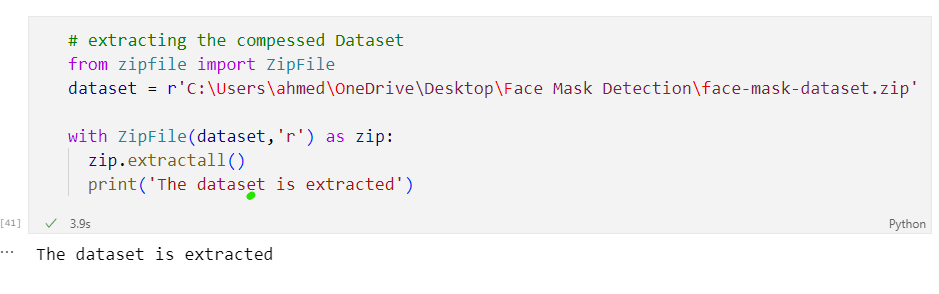 # extracting the compessed Dataset
from zipfile import ZipFile
dataset = r'C:\Users\ahmed\OneDrive\Desktop\Face Mask Detection\face-mask-dataset.zip'
with ZipFile(dataset,'r') as zip:
zip.extractall()
print('The dataset is extracted')
[41] ✓ 3.9s Python
... The dataset is extracted